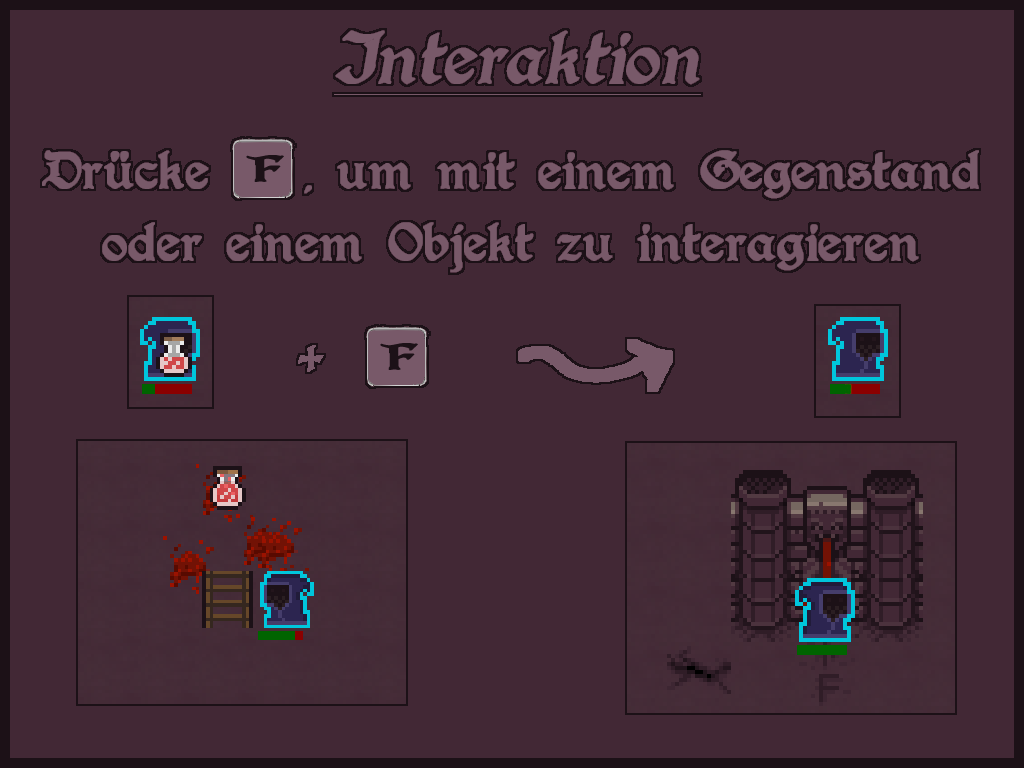 Interaktion
Drücke F, um mit einem Gegenstand
oder einem Objekt zu interagieren
+ F
F